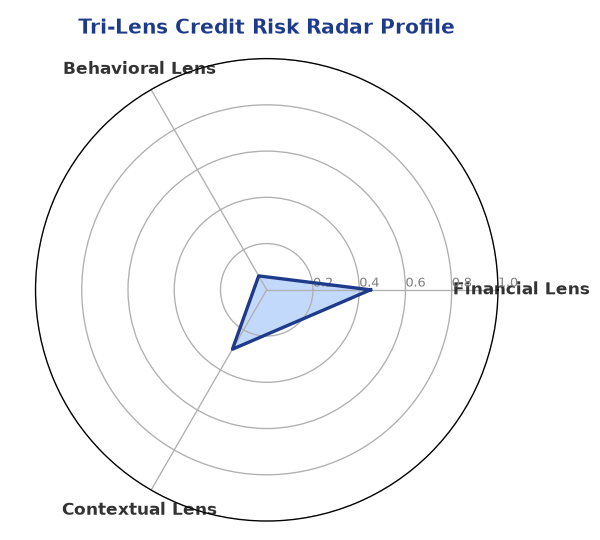 Tri-Lens Credit Risk Radar Profile
Behavioral Lens
0.2 0.4 0.6 0.8 1.0
Financial Lens
Contextual Lens